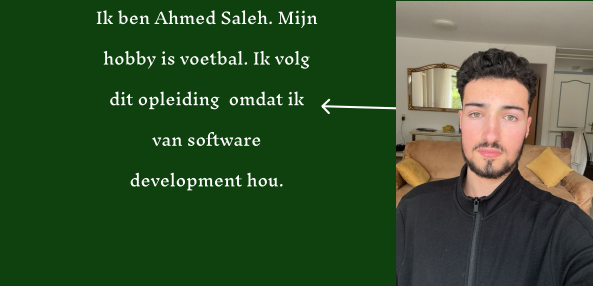 Ik ben Ahmed Saleh. Mijn
hobby is voetbal. Ik volg
dit opleiding omdat ik
van software
development hou.